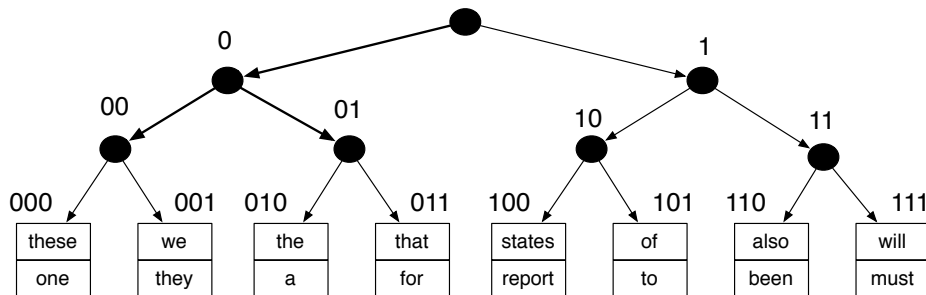 0 1
00 01 10 11
000 001 010 011 100 101 110 111
these we the that states of also will
one they a for report to been must